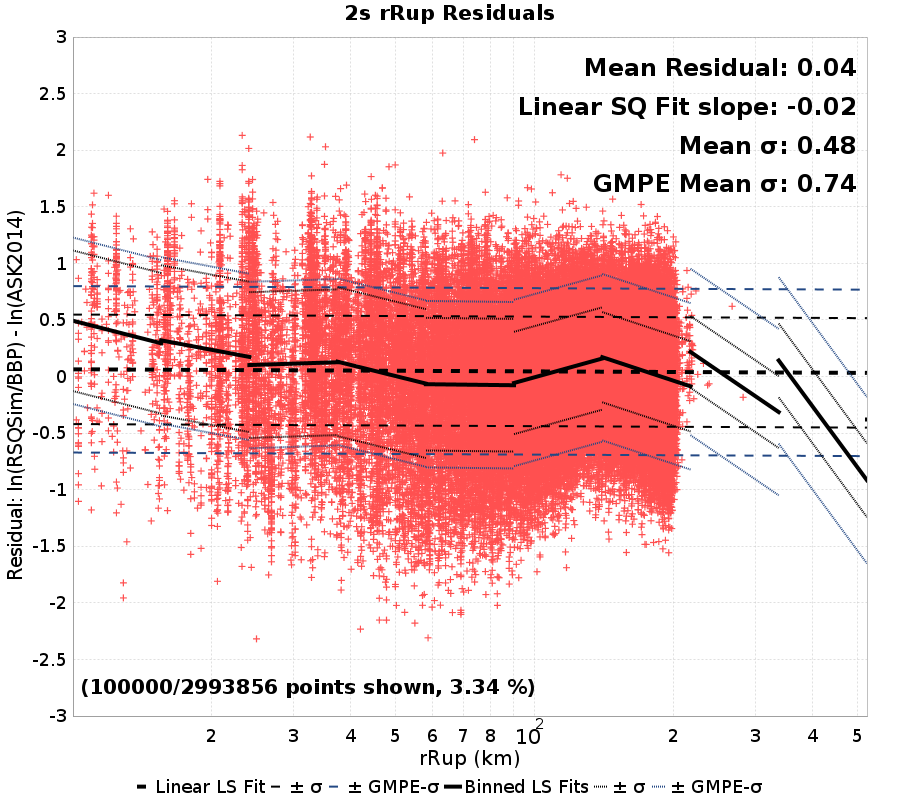 2s rRup Residuals
Mean Residual: 0.04
Linear SQ Fit slope: -0.02
Mean σ: 0.48
GMPE Mean σ: 0.74
Residual: ln(RSQSim/BBP) - ln(ASK2014)
3
2.5
2
1.5
1
0.5
0
-0.5
-1
-1.5
-2
-2.5
-3
(100000/2993856 points shown, 3.34 %)
2 3 4 5 6 7 8 10² 2 3 4 5
rRup (km)
Linear LS Fit ± σ ± GMPE-σ Binned LS Fits ± σ ± GMPE-σ